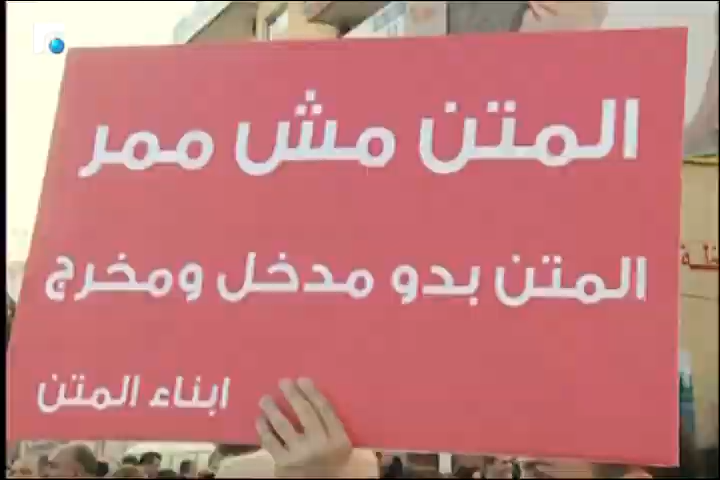 المتن مش ممر
المتن بدو مدخل ومخرج
ابناء المتن